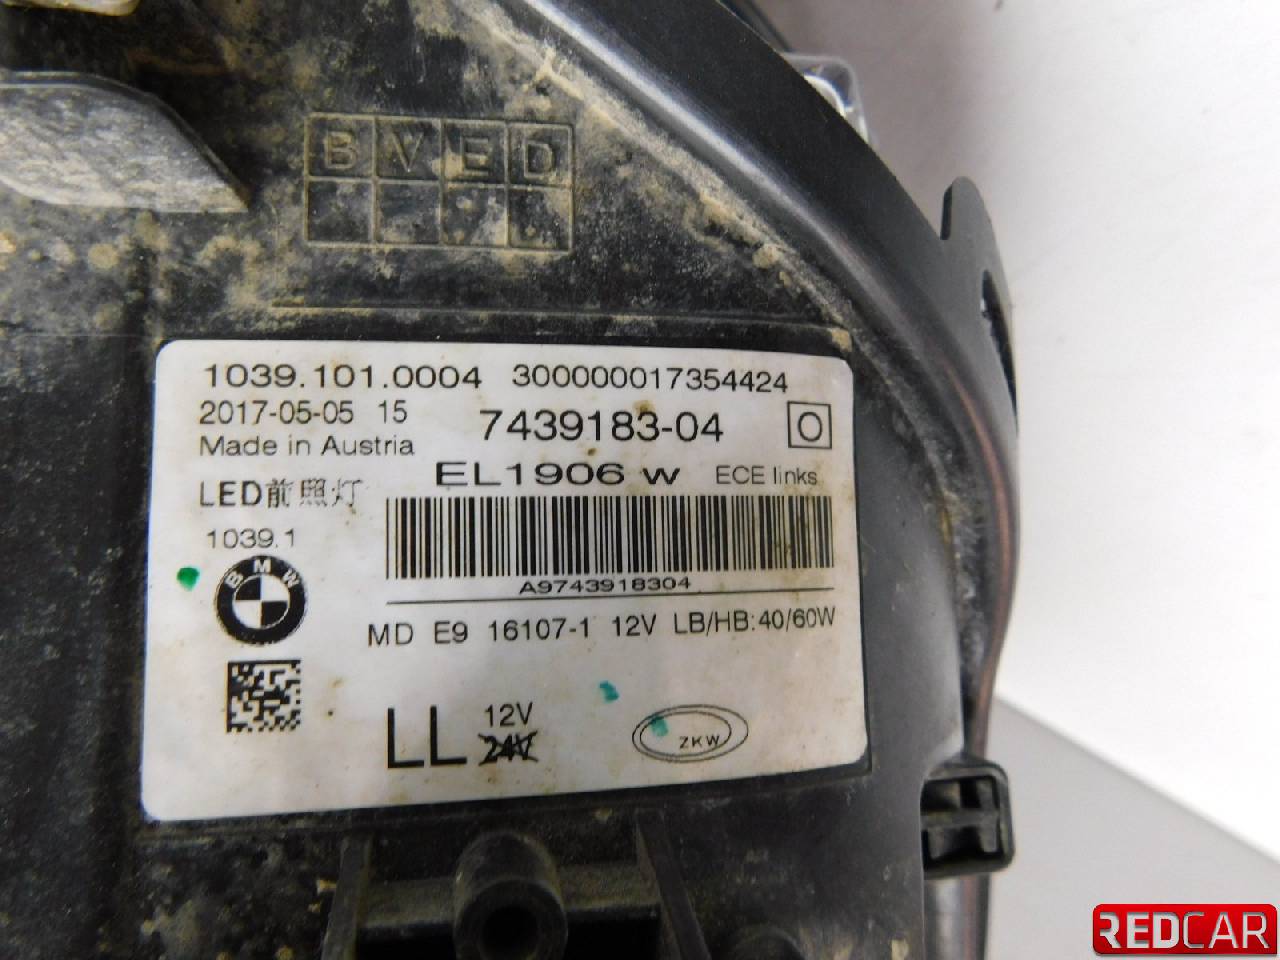 B V E D
1039.101.0004 300000017354424
2017-05-05 15 7439183-04 O
Made in Austria
EL1906 W ECE links
LED前照灯
1039.1
BMW
A9743918304
MD E9 16107-1 12V LB/HB:40/60W
LL 12V
24V
ZKW
REDCAR